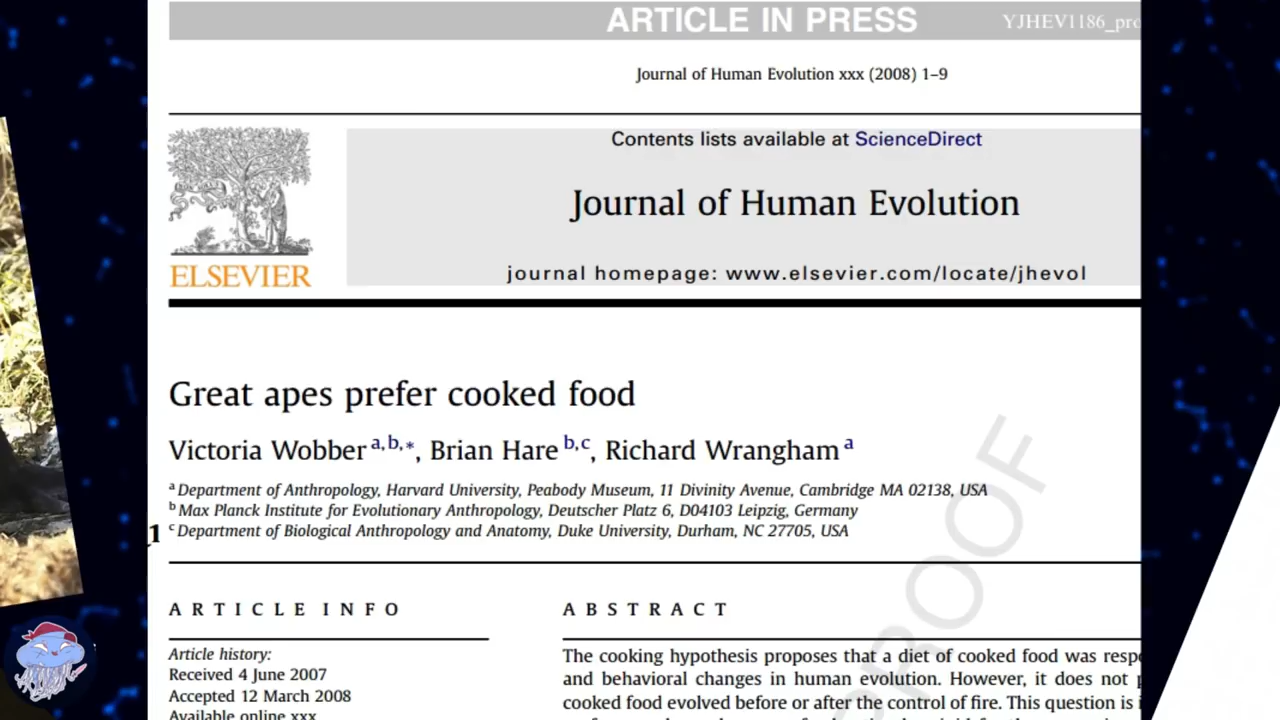 ARTICLE IN PRESS
YJHEV1186_pro
Journal of Human Evolution xxx (2008) 1–9
Contents lists available at ScienceDirect
Journal of Human Evolution
journal homepage: www.elsevier.com/locate/jhevol
ELSEVIER
Great apes prefer cooked food
Victoria Wobber a,b,*, Brian Hare b,c, Richard Wrangham a
a Department of Anthropology, Harvard University, Peabody Museum, 11 Divinity Avenue, Cambridge MA 02138, USA
b Max Planck Institute for Evolutionary Anthropology, Deutscher Platz 6, D04103 Leipzig, Germany
1 c Department of Biological Anthropology and Anatomy, Duke University, Durham, NC 27705, USA
PROOF
ARTICLE INFO
Article history:
Received 4 June 2007
Accepted 12 March 2008
Available online xxx
ABSTRACT
The cooking hypothesis proposes that a diet of cooked food was resp
and behavioral changes in human evolution. However, it does not
cooked food evolved before or after the control of fire. This question is i